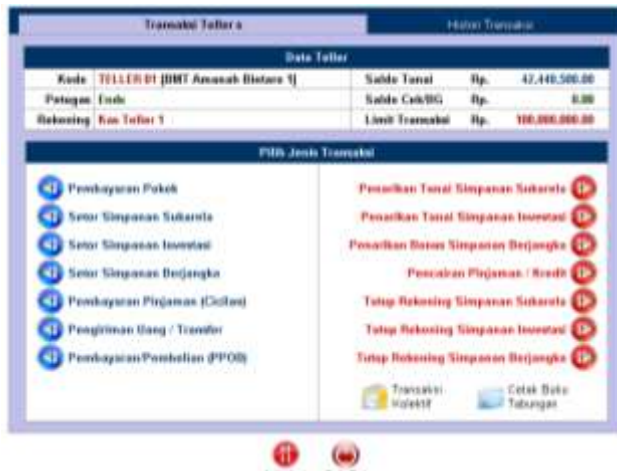 Transaksi Teller s
Histori Transaksi
Data Teller
Kode TELLER 01 [BMT Amanah Bintaro 1] Saldo Tunai Rp. 42,440,500.00
Petugas Saldo Cek/BG Rp. 0.00
Rekening Kas Teller 1 Limit Transaksi Rp. 100,000,000.00
Pilih Jenis Transaksi
Pembayaran Pokok
Setor Simpanan Sukarela
Setor Simpanan Investasi
Setor Simpanan Berjangka
Pembayaran Pinjaman (Cicilan)
Pengiriman Uang / Transfer
Pembayaran/Pembelian (PPOB)
Penarikan Tunai Simpanan Sukarela
Penarikan Tunai Simpanan Investasi
Penarikan Bonus Simpanan Berjangka
Pencairan Pinjaman / Kredit
Tutup Rekening Simpanan Sukarela
Tutup Rekening Simpanan Investasi
Tutup Rekening Simpanan Berjangka
Transaksi
Kolektif
Cetak Buku
Tabungan